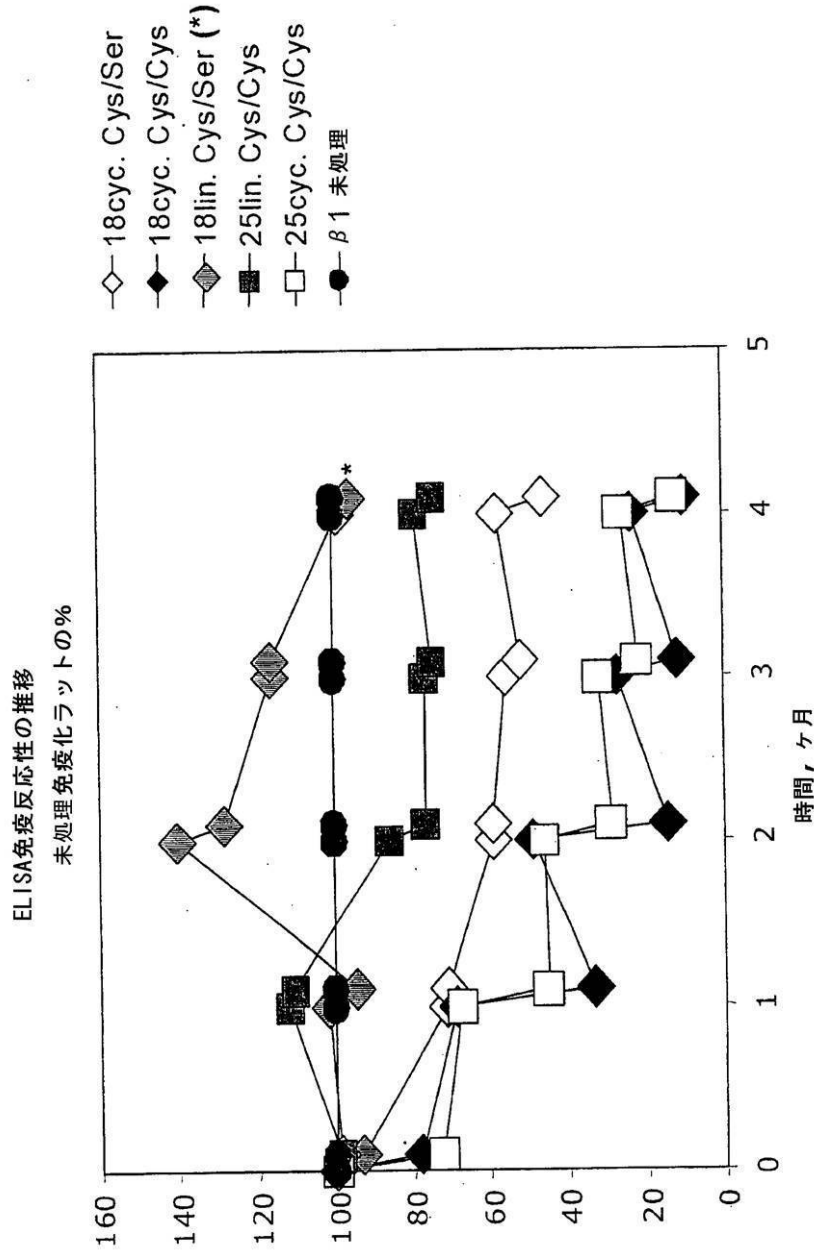 ELISA免疫反応性の推移
未処理免疫化ラットの%
160
140
120
100
80
60
40
20
0
0
1
2
3
4
5
時間, ヶ月
*
18cyc. Cys/Ser
18cyc. Cys/Cys
18lin. Cys/Ser (*)
25lin. Cys/Cys
25cyc. Cys/Cys
β1 未処理